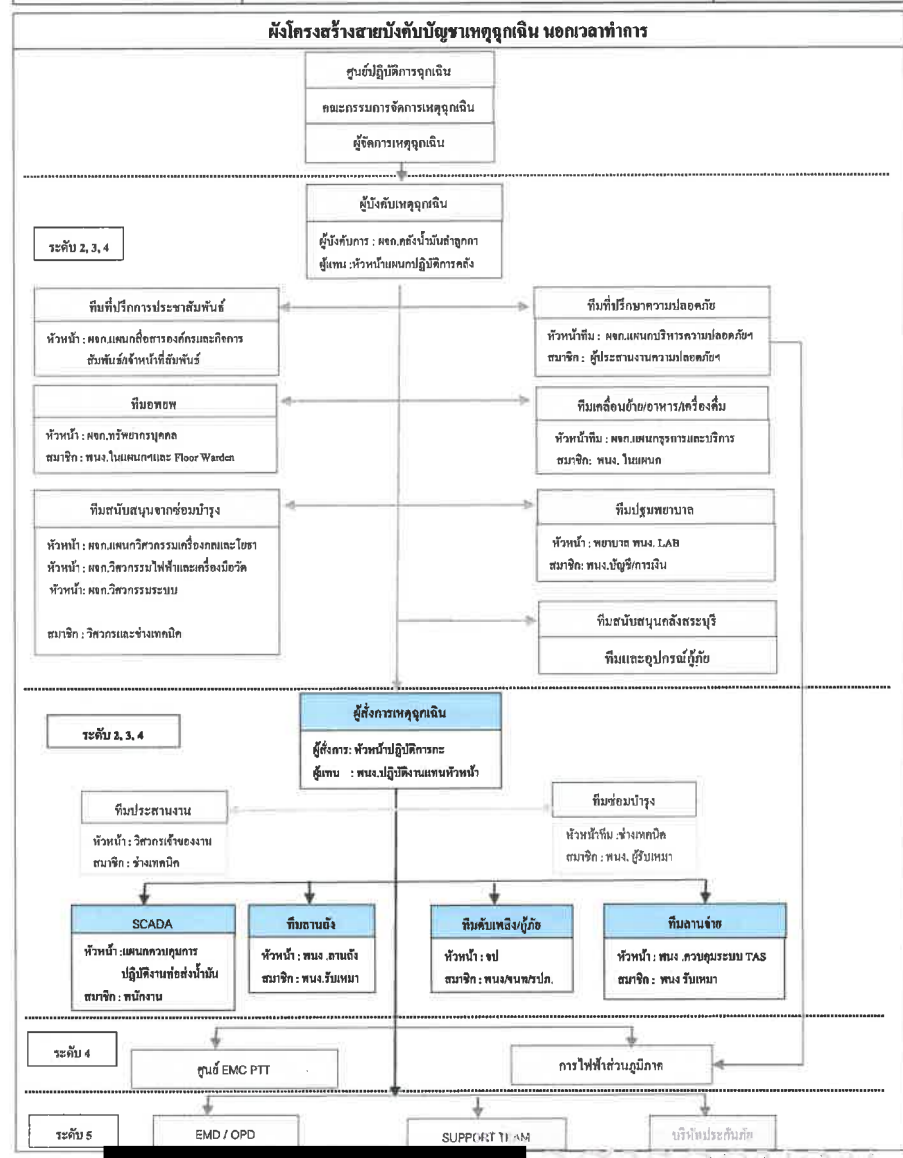 ผังโครงสร้างสายบังคับบัญชาเหตุฉุกเฉิน นอกเวลาทำการ
ศูนย์ปฏิบัติการฉุกเฉิน
คณะกรรมการจัดการเหตุฉุกเฉิน
ผู้จัดการเหตุฉุกเฉิน
ระดับ 2, 3, 4
ผู้บังคับเหตุฉุกเฉิน
ผู้บังคับการ : ผจก.คลังน้ำมันลำลูกกา
ผู้แทน :หัวหน้าแผนกปฏิบัติการคลัง
ทีมที่ปรึกการประชาสัมพันธ์
หัวหน้า : ผจก.แผนกสื่อสารองค์กรและกิจการ
สัมพันธ์/เจ้าหน้าที่สัมพันธ์
ทีมที่ปรึกษาความปลอดภัย
หัวหน้าทีม : ผจก.แผนกบริหารความปลอดภัยฯ
สมาชิก : ผู้ประสานงานความปลอดภัยฯ
ทีมอพยพ
หัวหน้า : ผจก.ทรัพยากรบุคคล
สมาชิก : พนง.ในแผนกฯและ Floor Warden
ทีมเคลื่อนย้าย/อาหาร/เครื่องดื่ม
หัวหน้าทีม : ผจก.แผนกธุรการและบริการ
สมาชิก: พนง. ในแผนก
ทีมสนับสนุนจากซ่อมบำรุง
หัวหน้า : ผจก.แผนกวิศวกรรมเครื่องกลและโยธา
หัวหน้า : ผจก.วิศวกรรมไฟฟ้าและเครื่องมือวัด
หัวหน้า: ผจก.วิศวกรรมระบบ
สมาชิก : วิศวกรและช่างเทคนิค
ทีมปฐมพยาบาล
หัวหน้า : พยาบาล พนง. LAB
สมาชิก: พนง.บัญชี/การเงิน
ทีมสนับสนุนคลังสระบุรี
ทีมและอุปกรณ์กู้ภัย
ระดับ 2, 3, 4
ผู้สั่งการเหตุฉุกเฉิน
ผู้สั่งการ: หัวหน้าปฏิบัติการกะ
ผู้แทน : พนง.ปฏิบัติงานแทนหัวหน้า
ทีมประสานงาน
หัวหน้า : วิศวกรเจ้าของงาน
สมาชิก : ช่างเทคนิค
ทีมซ่อมบำรุง
หัวหน้าทีม :ช่างเทคนิค
สมาชิก : พนง. ผู้รับเหมา
SCADA
หัวหน้า :แผนกควบคุมการ
ปฏิบัติงานท่อส่งน้ำมัน
สมาชิก : พนักงาน
ทีมลานถัง
หัวหน้า : พนง .ลานถัง
สมาชิก: พนง.รับเหมา
ทีมดับเพลิง/กู้ภัย
หัวหน้า : จป
สมาชิก : พนง/จนท/รปภ.
ทีมลานจ่าย
หัวหน้า : พนง .ควบคุมระบบ TAS
สมาชิก : พนง รับเหมา
ระดับ 4
ศูนย์ EMC PTT
การไฟฟ้าส่วนภูมิภาค
ระดับ 5
EMD / OPD
SUPPORT TEAM
บริษัทประกันภัย